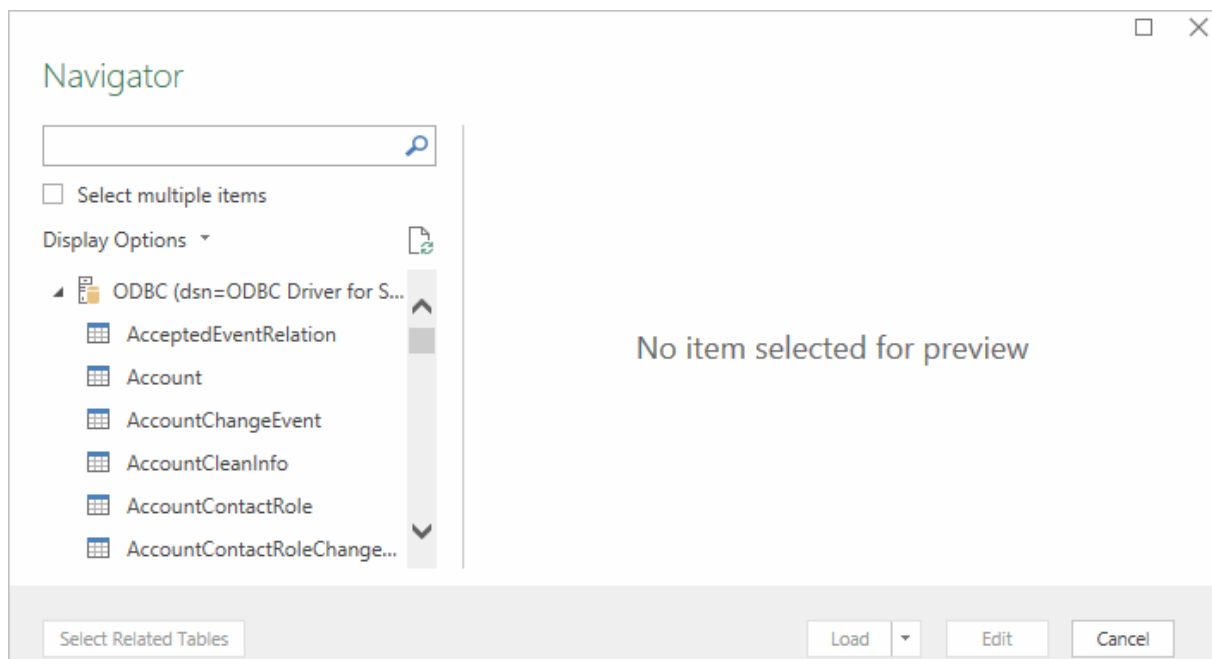 Navigator
Select multiple items
Display Options
ODBC (dsn=ODBC Driver for S...
AcceptedEventRelation
Account
AccountChangeEvent
AccountCleanInfo
AccountContactRole
AccountContactRoleChange...
No item selected for preview
Select Related Tables
Load
Edit
Cancel